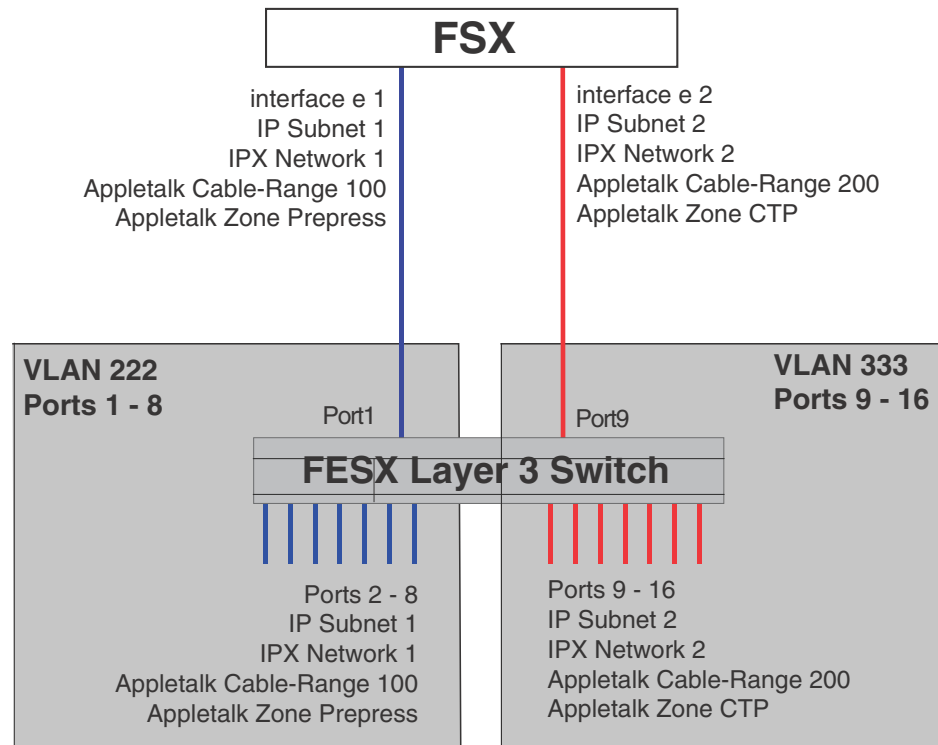 FSX
interface e 1
IP Subnet 1
IPX Network 1
Appletalk Cable-Range 100
Appletalk Zone Prepress
interface e 2
IP Subnet 2
IPX Network 2
Appletalk Cable-Range 200
Appletalk Zone CTP
VLAN 222
Ports 1 - 8
VLAN 333
Ports 9 - 16
Port1
Port9
FESX Layer 3 Switch
Ports 2 - 8
IP Subnet 1
IPX Network 1
Appletalk Cable-Range 100
Appletalk Zone Prepress
Ports 9 - 16
IP Subnet 2
IPX Network 2
Appletalk Cable-Range 200
Appletalk Zone CTP